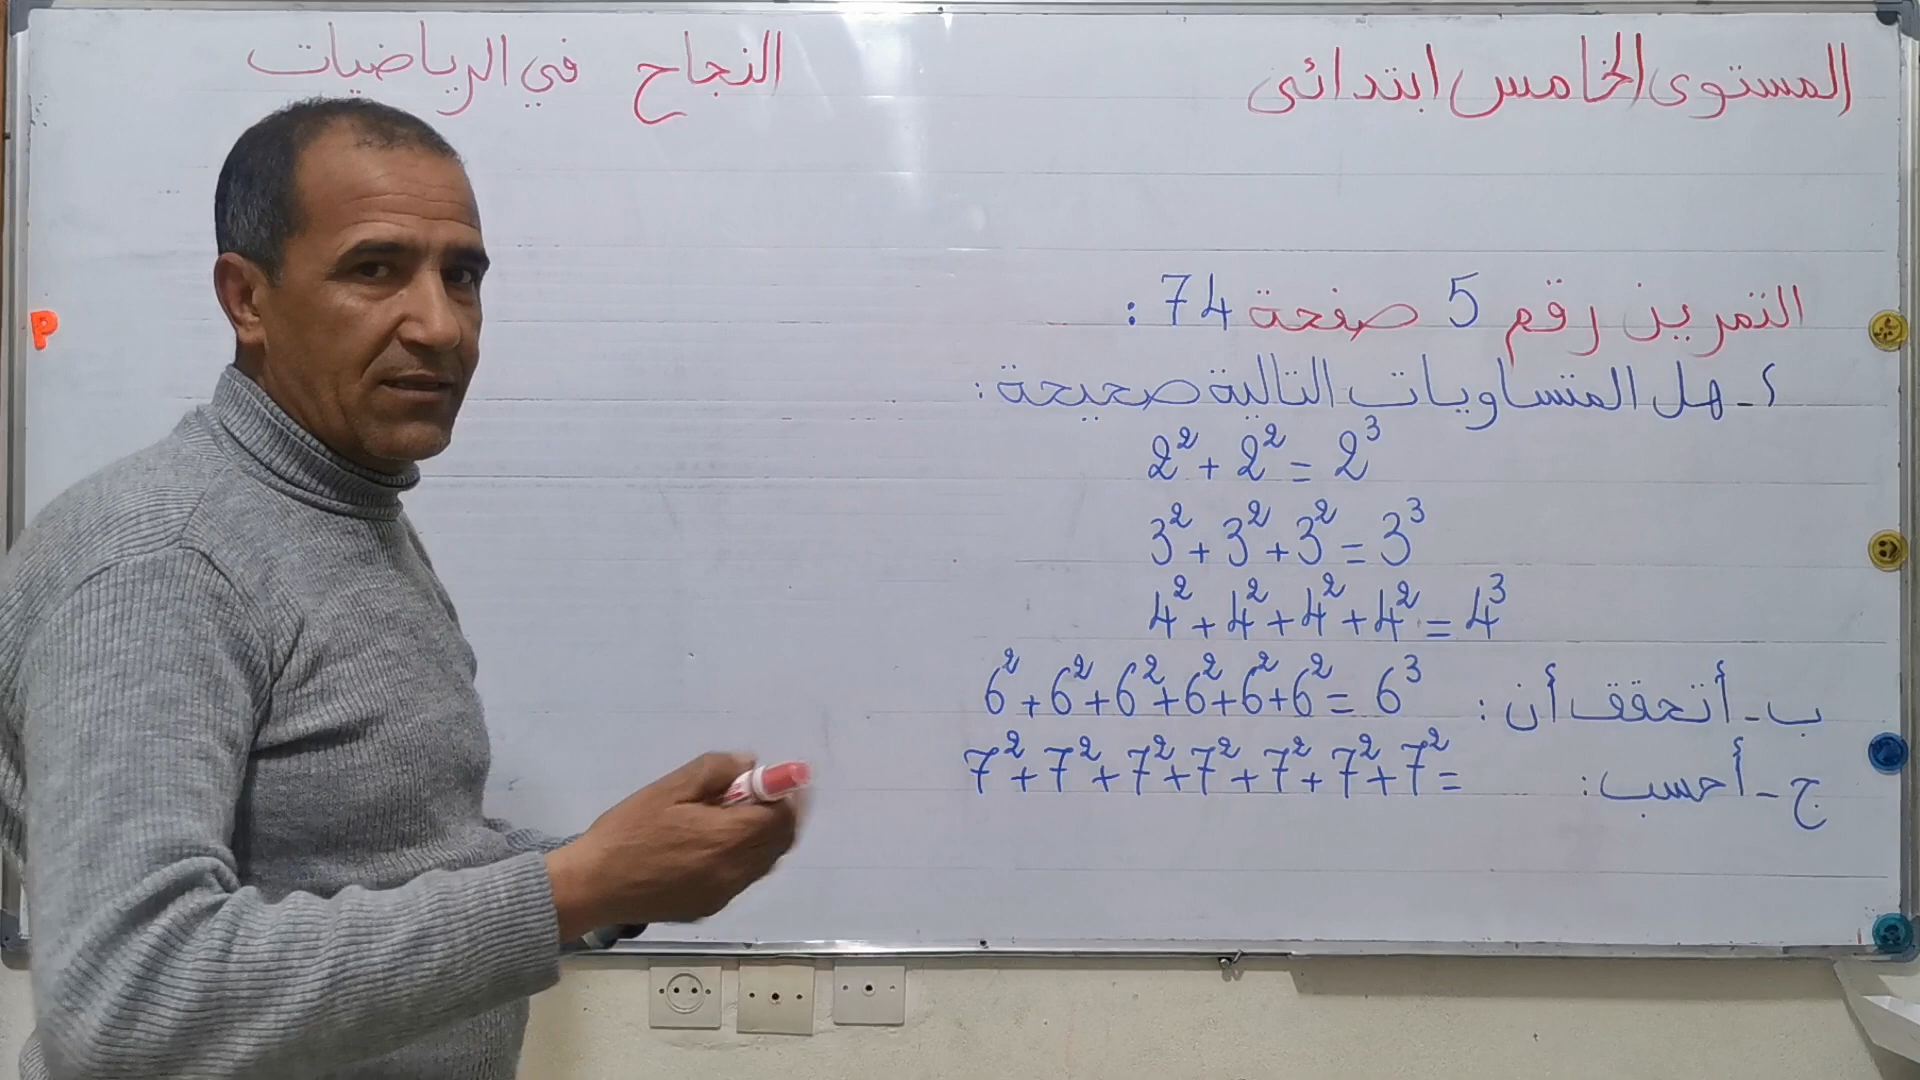 المستوى الخامس ابتدائي
النجاح في الرياضيات
التمرين رقم 5 صفحة 74 :
أ - هل المتساويات التالية صحيحة :
2² + 2² = 2³
3² + 3² + 3² = 3³
4² + 4² + 4² + 4² = 4³
ب - أتحقق أن : 6² + 6² + 6² + 6² + 6² + 6² = 6³
ج - أحسب : 7² + 7² + 7² + 7² + 7² + 7² + 7² =
P